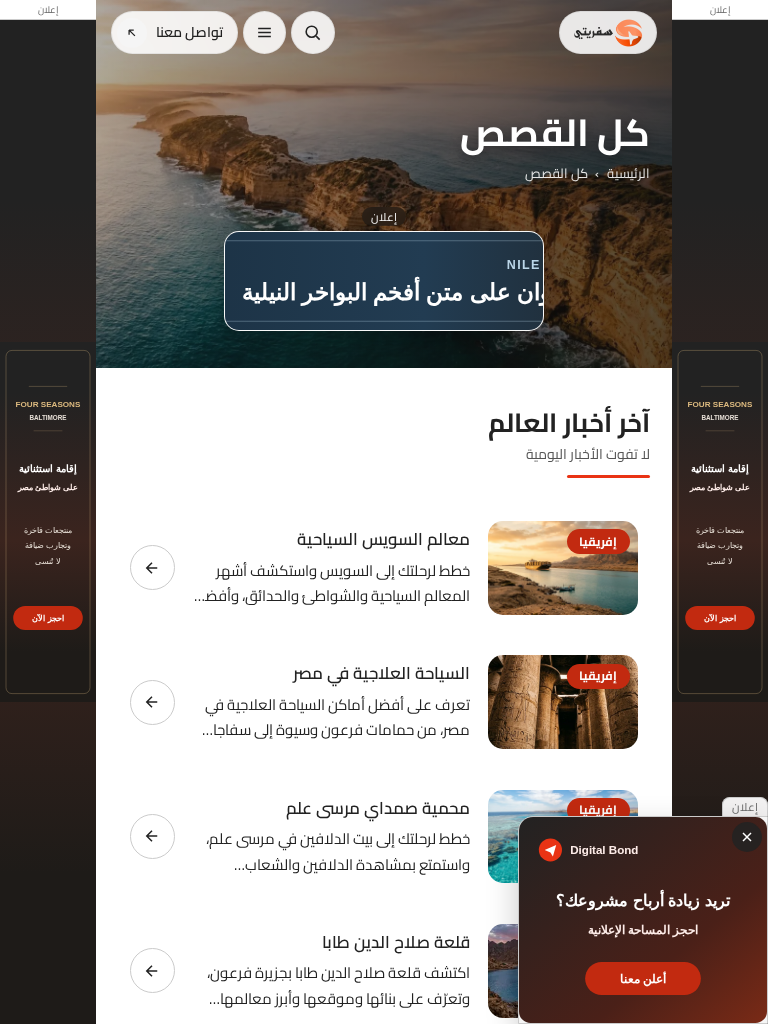 إعلان
إعلان
سفريتي
تواصل معنا
كل القصص
الرئيسية › كل القصص
إعلان
NILE
على متن أفخم البواخر النيلية
آخر أخبار العالم
لا تفوت الأخبار اليومية
إفريقيا
معالم السويس السياحية
خطط لرحلتك إلى السويس واستكشف أشهر
المعالم السياحية والشواطئ والحدائق، وأفضـ...
إفريقيا
السياحة العلاجية في مصر
تعرف على أفضل أماكن السياحة العلاجية في
مصر، من حمامات فرعون وسيوة إلى سفاجا...
إفريقيا
محمية صمداي مرسى علم
خطط لرحلتك إلى بيت الدلافين في مرسى علم،
واستمتع بمشاهدة الدلافين والشعاب...
قلعة صلاح الدين طابا
اكتشف قلعة صلاح الدين طابا بجزيرة فرعون،
وتعرّف على بنائها وموقعها وأبرز معالمها...
FOUR SEASONS
BALTIMORE
إقامة استثنائية
على شواطئ مصر
منتجعات فاخرة
وتجارب ضيافة
لا تُنسى
احجز الآن
FOUR SEASONS
BALTIMORE
إقامة استثنائية
على شواطئ مصر
منتجعات فاخرة
وتجارب ضيافة
لا تُنسى
احجز الآن
إعلان
Digital Bond
تريد زيادة أرباح مشروعك؟
احجز المساحة الإعلانية
أعلن معنا